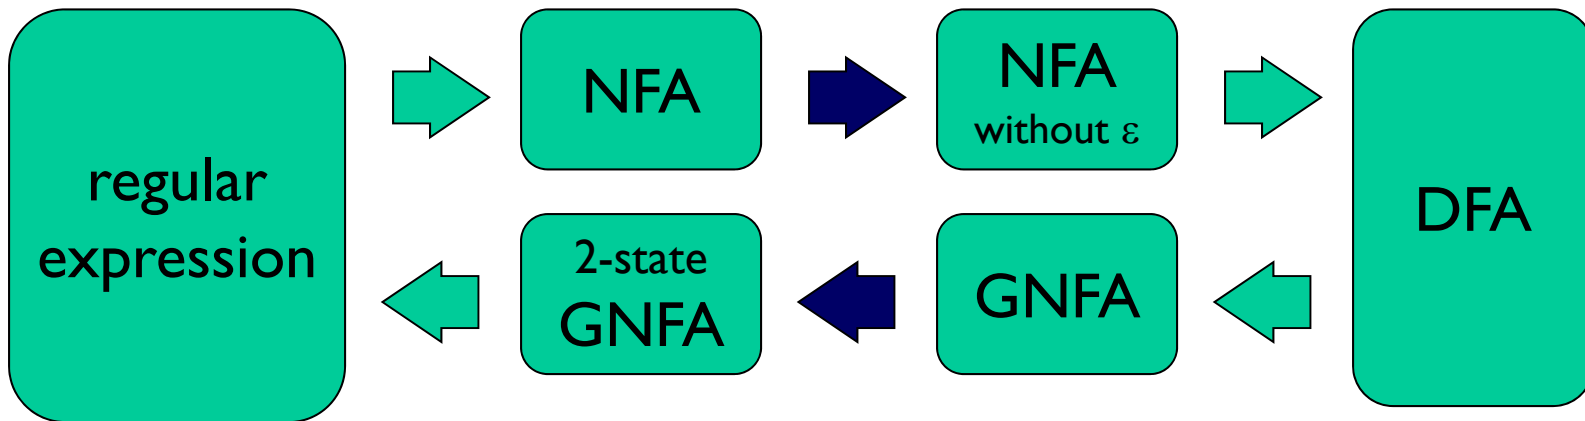 regular
expression
NFA
NFA
without ε
DFA
2-state
GNFA
GNFA